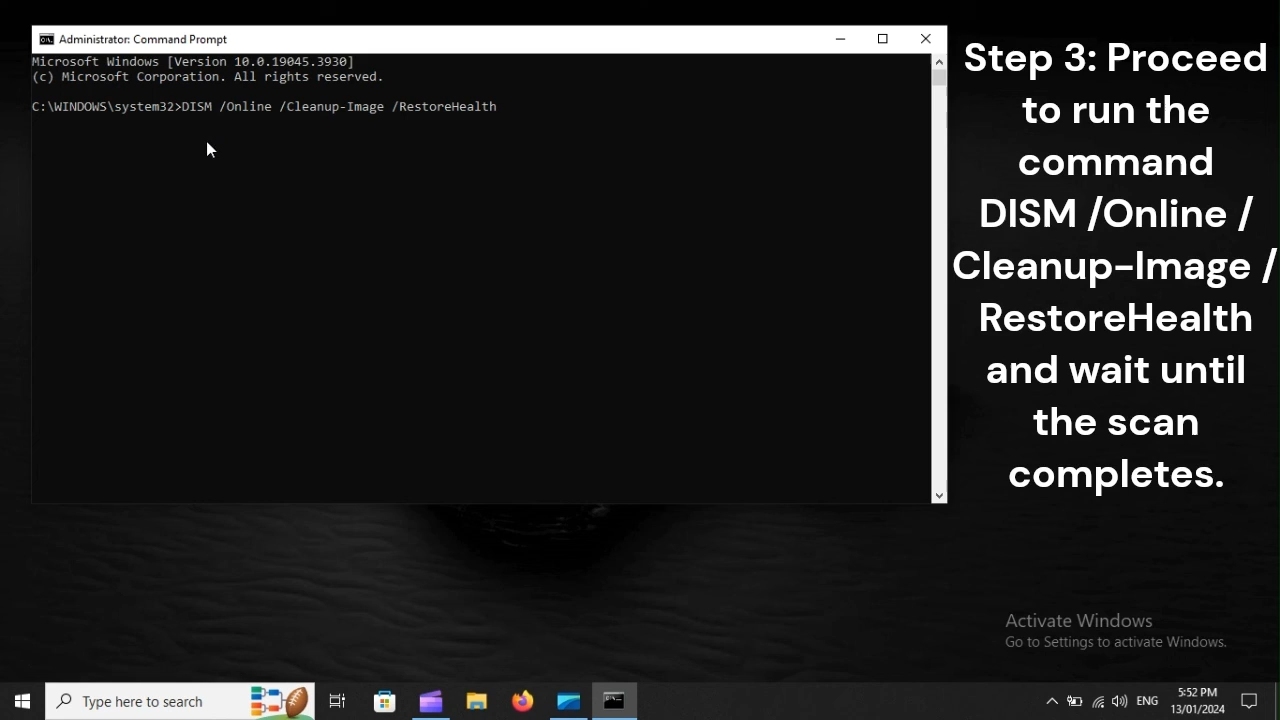 Administrator: Command Prompt
Microsoft Windows [Version 10.0.19045.3930]
(c) Microsoft Corporation. All rights reserved.
C:\WINDOWS\system32>DISM /Online /Cleanup-Image /RestoreHealth
Step 3: Proceed
to run the
command
DISM /Online /
Cleanup-Image /
RestoreHealth
and wait until
the scan
completes.
Activate Windows
Go to Settings to activate Windows.
Type here to search
ENG
5:52 PM
13/01/2024